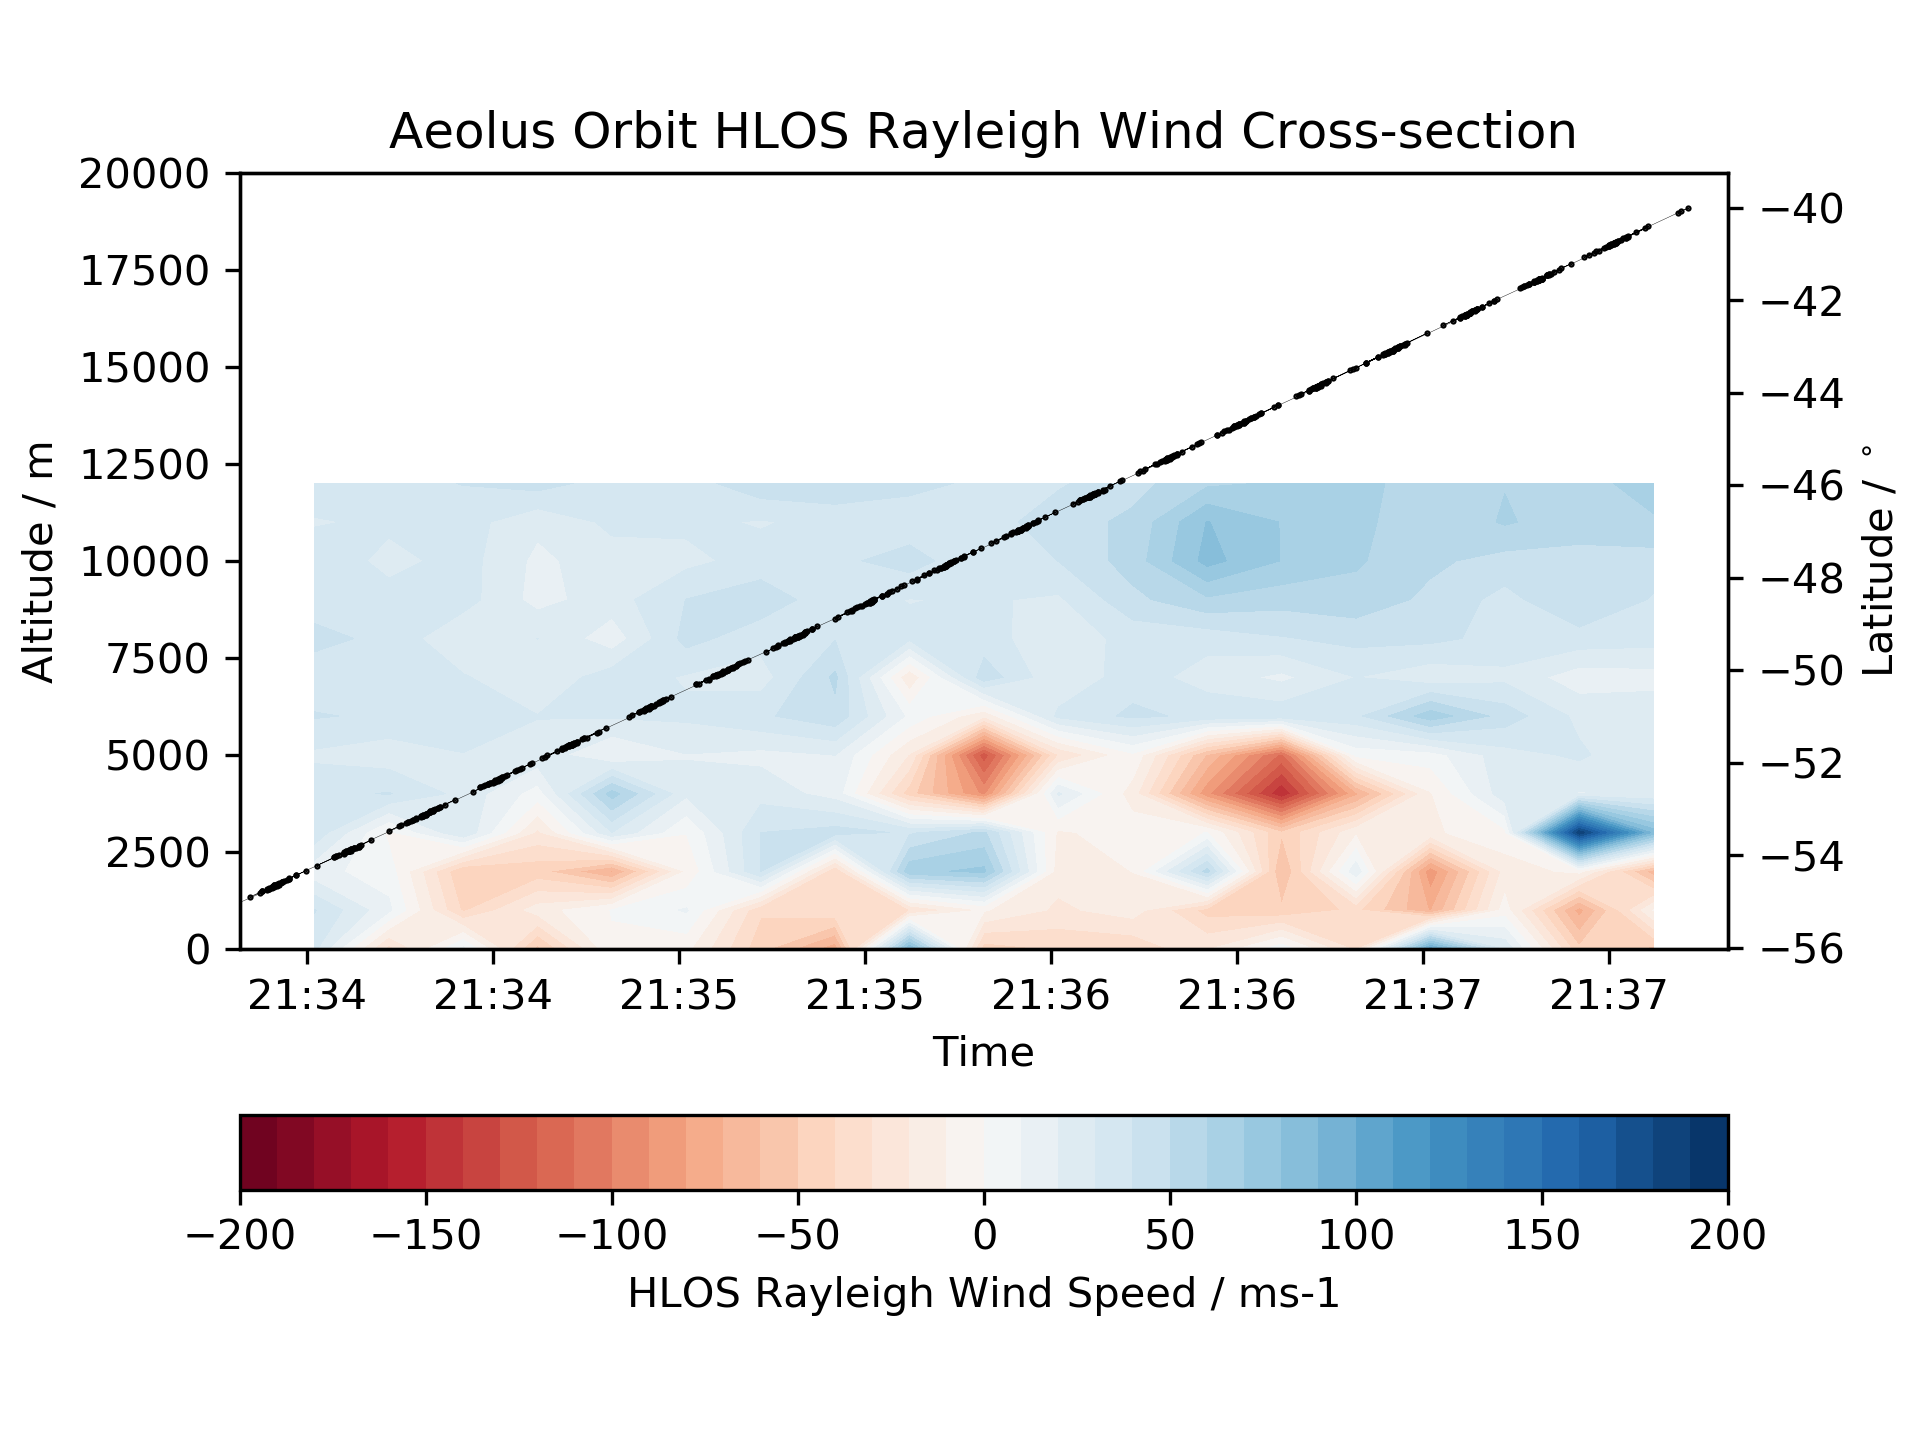 Aeolus Orbit HLOS Rayleigh Wind Cross-section
20000
17500
15000
12500
10000
7500
5000
2500
0
Altitude / m
−40
−42
−44
−46
−48
−50
−52
−54
−56
Latitude / °
21:34 21:34 21:35 21:35 21:36 21:36 21:37 21:37
Time
−200 −150 −100 −50 0 50 100 150 200
HLOS Rayleigh Wind Speed / ms-1